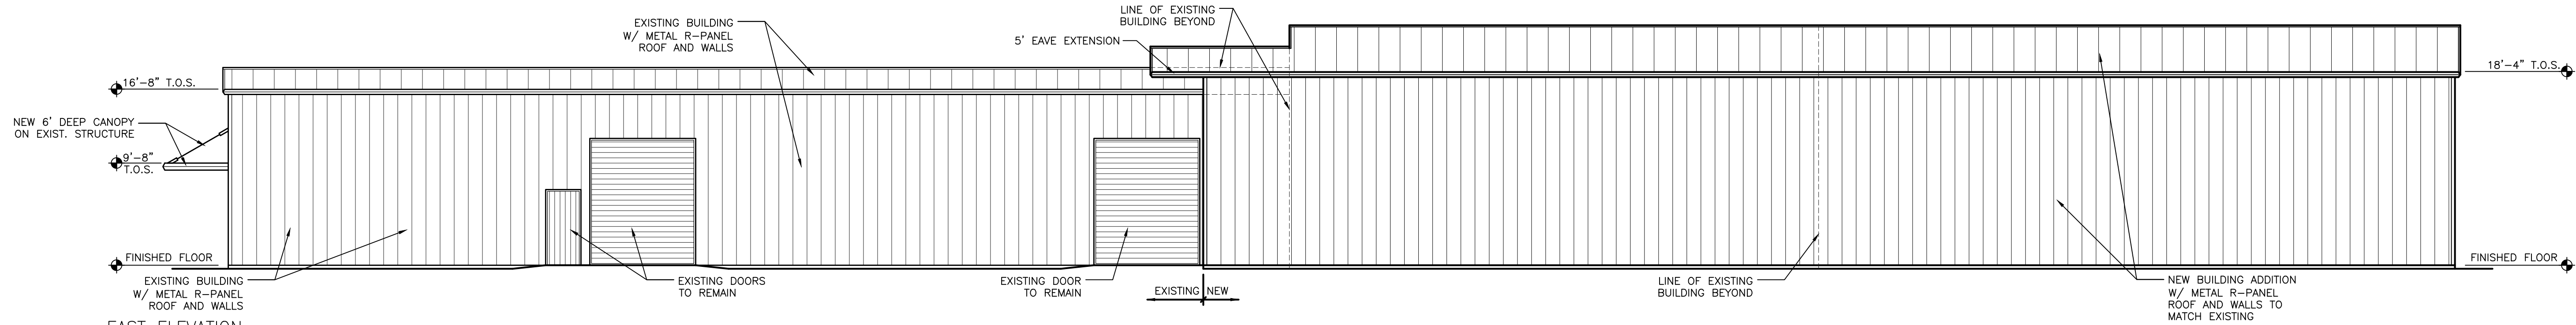 EXISTING BUILDING
W/ METAL R-PANEL
ROOF AND WALLS
LINE OF EXISTING
BUILDING BEYOND
5' EAVE EXTENSION
16'-8" T.O.S.
18'-4" T.O.S.
NEW 6' DEEP CANOPY
ON EXIST. STRUCTURE
9'-8"
T.O.S.
FINISHED FLOOR
FINISHED FLOOR
EXISTING BUILDING
W/ METAL R-PANEL
ROOF AND WALLS
EXISTING DOORS
TO REMAIN
EXISTING DOOR
TO REMAIN
EXISTING NEW
LINE OF EXISTING
BUILDING BEYOND
NEW BUILDING ADDITION
W/ METAL R-PANEL
ROOF AND WALLS TO
MATCH EXISTING
EAST ELEVATION